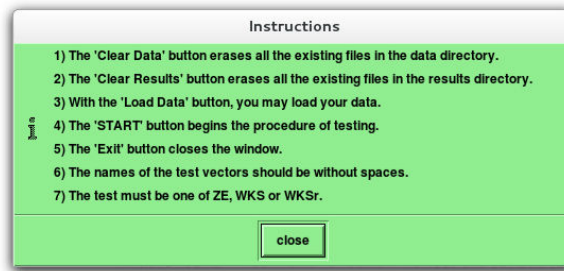 Instructions
1) The 'Clear Data' button erases all the existing files in the data directory.
2) The 'Clear Results' button erases all the existing files in the results directory.
3) With the 'Load Data' button, you may load your data.
4) The 'START' button begins the procedure of testing.
5) The 'Exit' button closes the window.
6) The names of the test vectors should be without spaces.
7) The test must be one of ZE, WKS or WKSr.
close